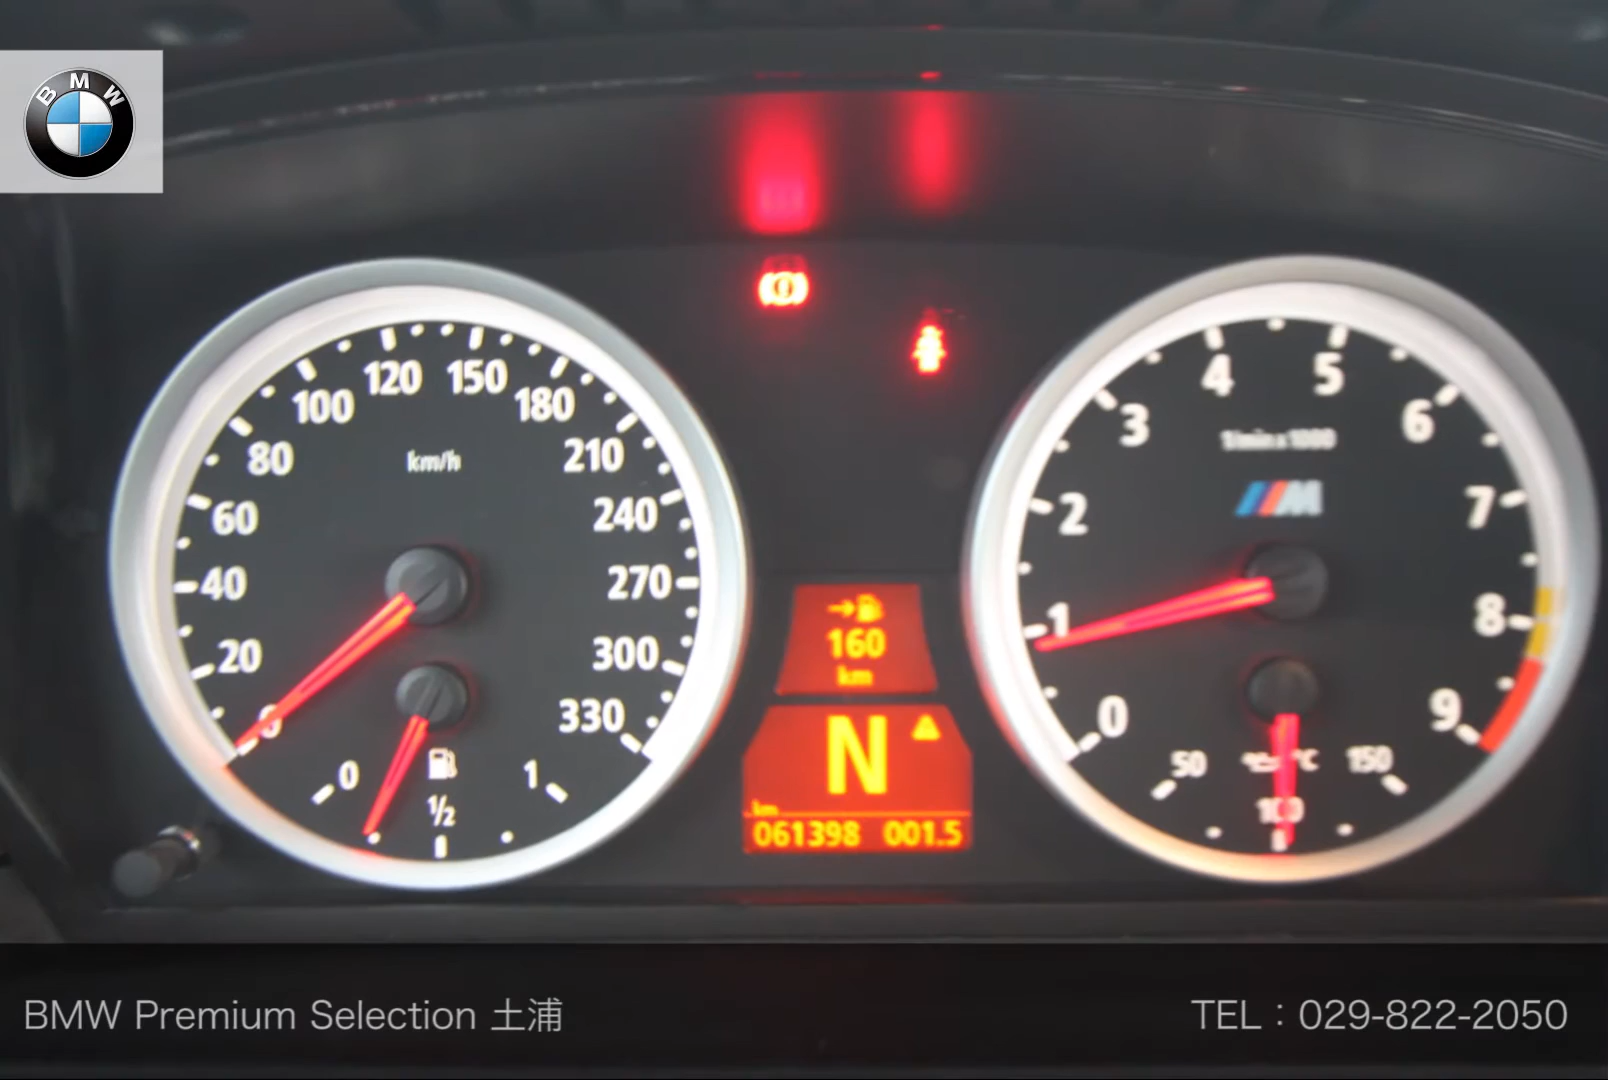 BMW
120 150
100 180
80 km/h 210
60 240
40 270
20 300
0 330
0 1
1/2
4 5
3 6
1/min x 1000
2 M 7
1 8
0 9
50 °C 150
100
→ 160
km
N
km
061398 001.5
BMW Premium Selection 土浦
TEL：029-822-2050